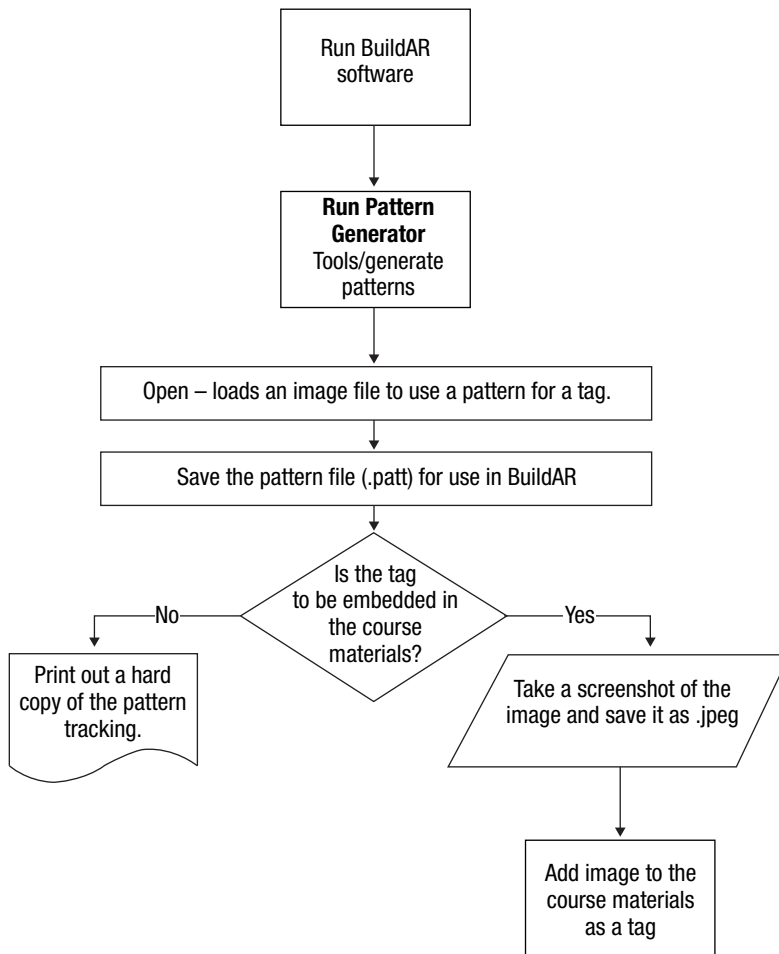 Run BuildAR
software
Run Pattern
Generator
Tools/generate
patterns
Open – loads an image file to use a pattern for a tag.
Save the pattern file (.patt) for use in BuildAR
Is the tag
to be embedded in
the course
materials?
No
Yes
Print out a hard
copy of the pattern
tracking.
Take a screenshot of the
image and save it as .jpeg
Add image to the
course materials
as a tag